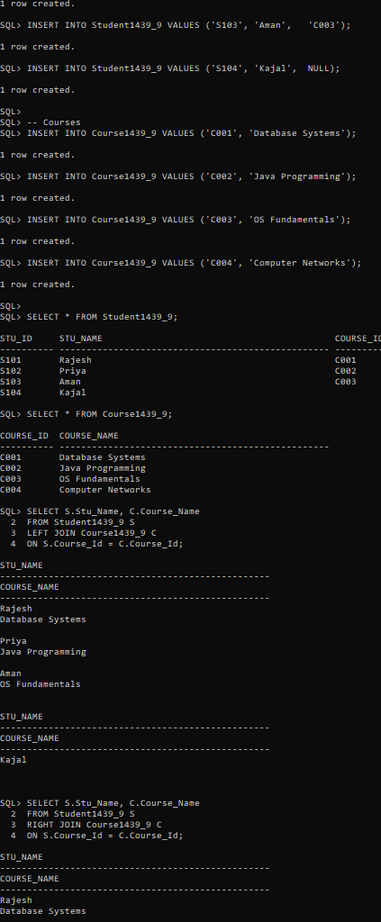 1 row created.
SQL> INSERT INTO Student1439_9 VALUES ('S103', 'Aman',   'C003');
1 row created.
SQL> INSERT INTO Student1439_9 VALUES ('S104', 'Kajal',  NULL);
1 row created.
SQL>
SQL> -- Courses
SQL> INSERT INTO Course1439_9 VALUES ('C001', 'Database Systems');
1 row created.
SQL> INSERT INTO Course1439_9 VALUES ('C002', 'Java Programming');
1 row created.
SQL> INSERT INTO Course1439_9 VALUES ('C003', 'OS Fundamentals');
1 row created.
SQL> INSERT INTO Course1439_9 VALUES ('C004', 'Computer Networks');
1 row created.
SQL>
SQL> SELECT * FROM Student1439_9;
STU_ID     STU_NAME                                           COURSE_ID
---------- -------------------------------------------------- ---------
S101       Rajesh                                             C001
S102       Priya                                              C002
S103       Aman                                               C003
S104       Kajal
SQL> SELECT * FROM Course1439_9;
COURSE_ID  COURSE_NAME
---------- --------------------------------------------------
C001       Database Systems
C002       Java Programming
C003       OS Fundamentals
C004       Computer Networks
SQL> SELECT S.Stu_Name, C.Course_Name
  2  FROM Student1439_9 S
  3  LEFT JOIN Course1439_9 C
  4  ON S.Course_Id = C.Course_Id;
STU_NAME
--------------------------------------------------
COURSE_NAME
--------------------------------------------------
Rajesh
Database Systems
Priya
Java Programming
Aman
OS Fundamentals
STU_NAME
--------------------------------------------------
COURSE_NAME
--------------------------------------------------
Kajal
SQL> SELECT S.Stu_Name, C.Course_Name
  2  FROM Student1439_9 S
  3  RIGHT JOIN Course1439_9 C
  4  ON S.Course_Id = C.Course_Id;
STU_NAME
--------------------------------------------------
COURSE_NAME
--------------------------------------------------
Rajesh
Database Systems